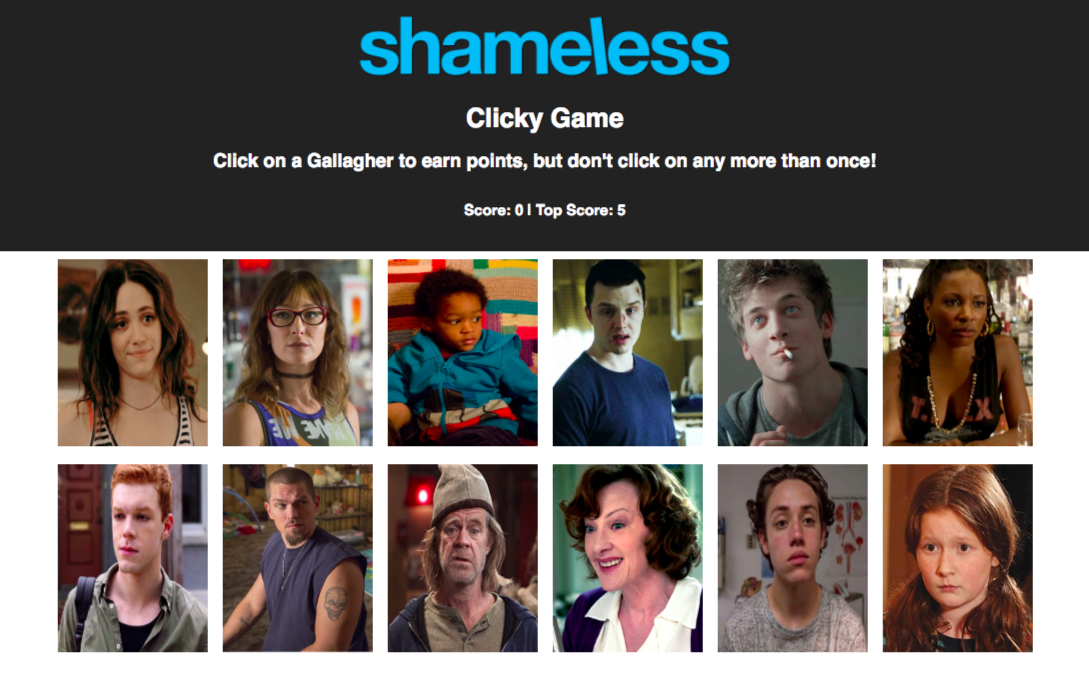 shameless
Clicky Game
Click on a Gallagher to earn points, but don't click on any more than once!
Score: 0 | Top Score: 5